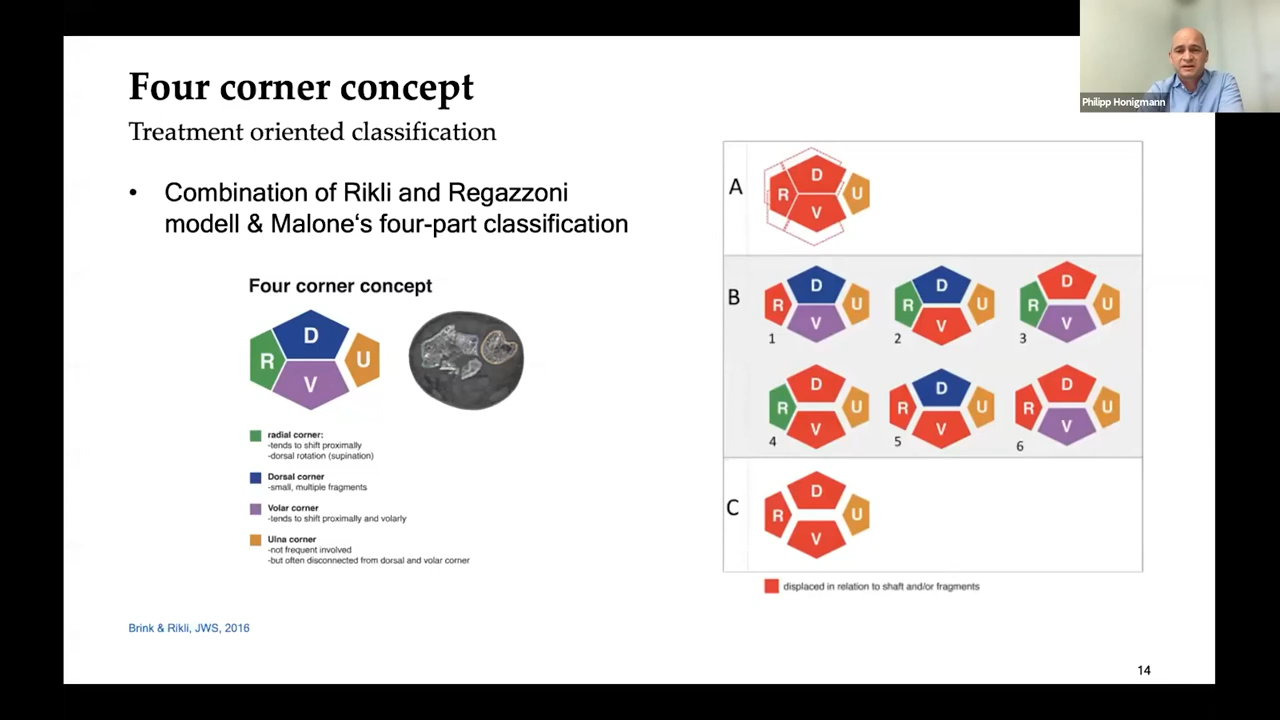 Philipp Honigmann
Four corner concept
Treatment oriented classification
• Combination of Rikli and Regazzoni
modell & Malone‘s four-part classification
Four corner concept
D
R
U
V
radial corner:
-tends to shift proximally
-dorsal rotation (supination)
Dorsal corner
-small, multiple fragments
Volar corner
-tends to shift proximally and volarly
Ulna corner
-not frequent involved
-but often disconnected from dorsal and volar corner
A
D
R
U
V
B
D
R
U
V
1
D
R
U
V
2
D
R
U
V
3
D
R
U
V
4
D
R
U
V
5
D
R
U
V
6
C
D
R
U
V
displaced in relation to shaft and/or fragments
Brink & Rikli, JWS, 2016
14